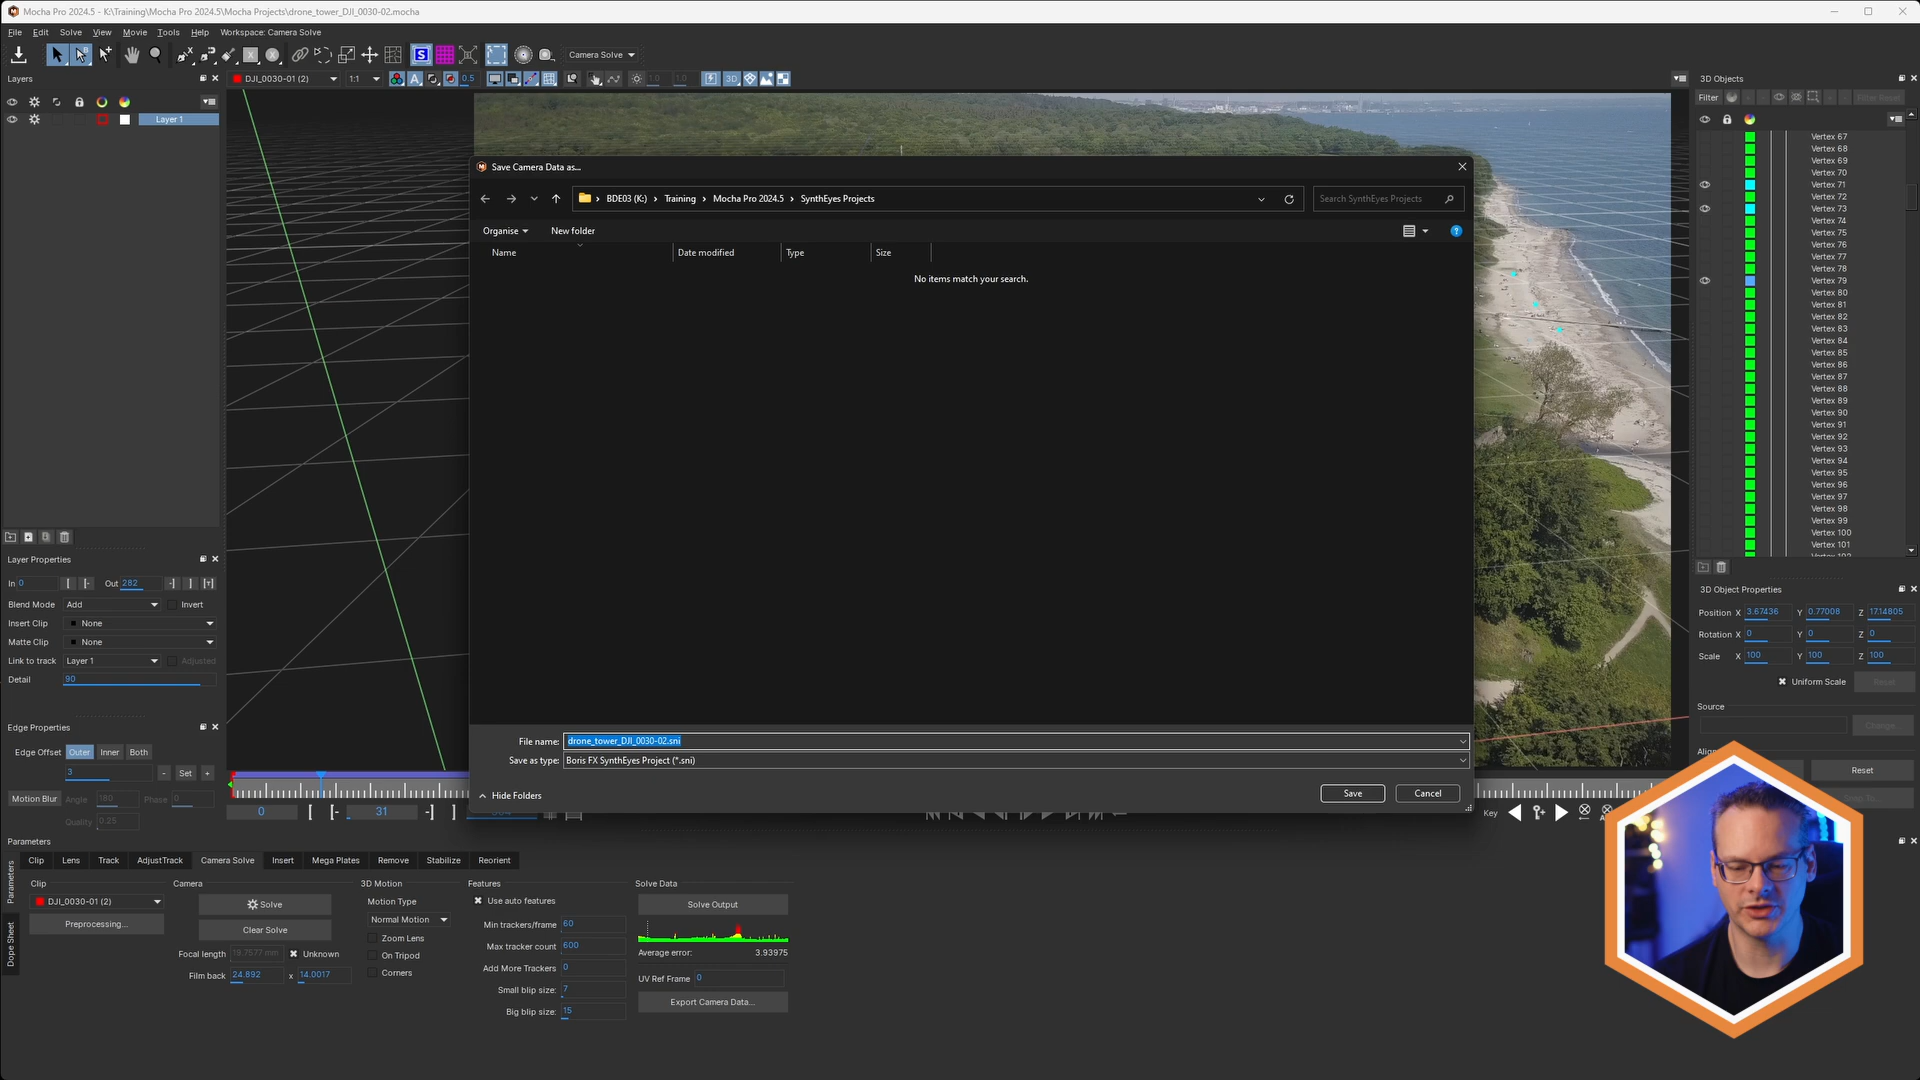 Mocha Pro 2024.5 - K:\Training\Mocha Pro 2024.5\Mocha Projects\drone_tower_DJI_0030-02.mocha
File Edit Solve View Movie Tools Help Workspace: Camera Solve
Camera Solve
Layers
DJI_0030-01 (2)
1:1
0.5
1.0
1.0
3D
Layer 1
3D Objects
Filter
Vertex 67
Vertex 68
Vertex 69
Vertex 70
Vertex 71
Vertex 72
Vertex 73
Vertex 74
Vertex 75
Vertex 76
Vertex 77
Vertex 78
Vertex 79
Vertex 80
Vertex 81
Vertex 82
Vertex 83
Vertex 84
Vertex 85
Vertex 86
Vertex 87
Vertex 88
Vertex 89
Vertex 90
Vertex 91
Vertex 92
Vertex 93
Vertex 94
Vertex 95
Vertex 96
Vertex 97
Vertex 98
Vertex 99
Vertex 100
Vertex 101
Save Camera Data as...
BDE03 (K:) > Training > Mocha Pro 2024.5 > SynthEyes Projects
Search SynthEyes Projects
Organise
New folder
Name
Date modified
Type
Size
No items match your search.
File name: drone_tower_DJI_0030-02.sni
Save as type: Boris FX SynthEyes Project (*.sni)
Hide Folders
Save
Cancel
Layer Properties
In 0
Out 282
Blend Mode Add Invert
Insert Clip None
Matte Clip None
Link to track Layer 1 Adjusted
Detail 90
Edge Properties
Edge Offset Outer Inner Both
3 - Set +
Motion Blur Angle 180 Phase 0
Quality 0.25
0
31
Key
3D Object Properties
Position X 3.67436 Y 0.77008 Z 17.14805
Rotation X 0 Y 0 Z 0
Scale X 100 Y 100 Z 100
Uniform Scale
Reset
Source
Change...
Reset
Parameters
Parameters
Dope Sheet
Clip Lens Track AdjustTrack Camera Solve Insert Mega Plates Remove Stabilize Reorient
Clip
DJI_0030-01 (2)
Preprocessing...
Camera
Solve
Clear Solve
Focal length 19.7577 mm Unknown
Film back 24.892 x 14.0017
3D Motion
Motion Type
Normal Motion
Zoom Lens
On Tripod
Corners
Features
Use auto features
Min trackers/frame 60
Max tracker count 600
Add More Trackers 0
Small blip size: 7
Big blip size: 15
Solve Data
Solve Output
Average error: 3.93975
UV Ref Frame 0
Export Camera Data...